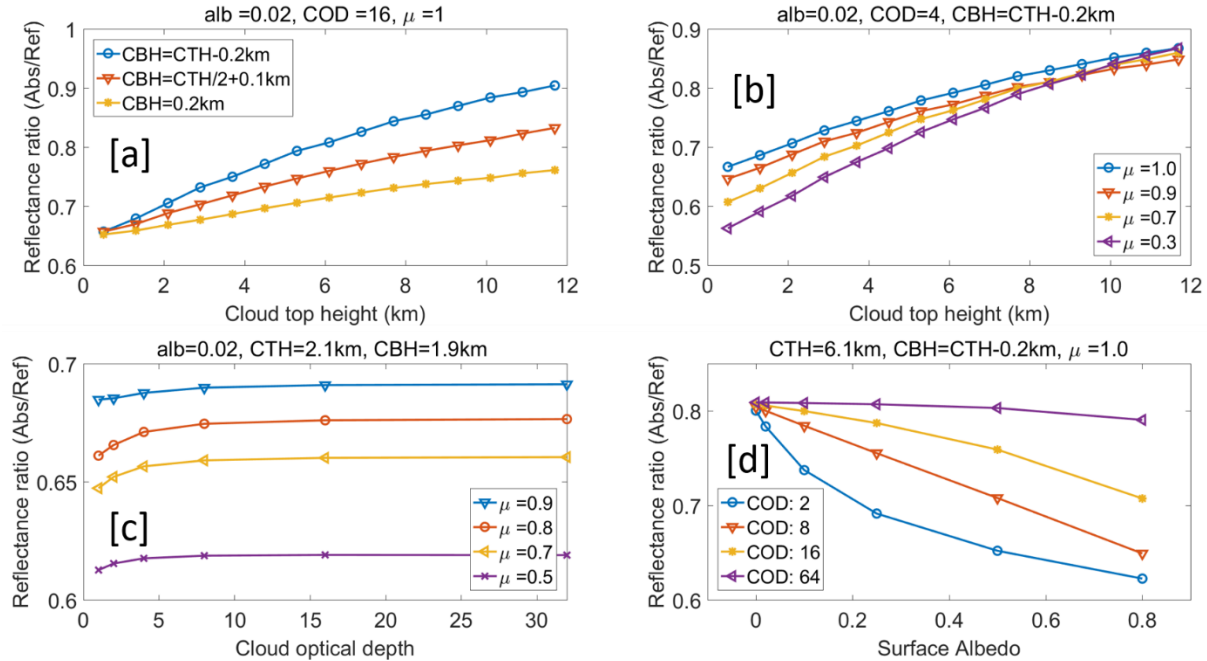 alb =0.02, COD =16, μ =1
1
0.9
0.8
0.7
0.6
Reflectance ratio (Abs/Ref)
CBH=CTH-0.2km
CBH=CTH/2+0.1km
CBH=0.2km
[a]
0 2 4 6 8 10 12
Cloud top height (km)
alb=0.02, COD=4, CBH=CTH-0.2km
0.9
0.8
0.7
0.6
0.5
Reflectance ratio (Abs/Ref)
[b]
μ =1.0
μ =0.9
μ =0.7
μ =0.3
0 2 4 6 8 10 12
Cloud top height (km)
alb=0.02, CTH=2.1km, CBH=1.9km
0.7
0.65
0.6
Reflectance ratio (Abs/Ref)
[c]
μ =0.9
μ =0.8
μ =0.7
μ =0.5
0 5 10 15 20 25 30
Cloud optical depth
CTH=6.1km, CBH=CTH-0.2km, μ =1.0
0.8
0.7
0.6
Reflectance ratio (Abs/Ref)
[d]
COD: 2
COD: 8
COD: 16
COD: 64
0 0.2 0.4 0.6 0.8
Surface Albedo